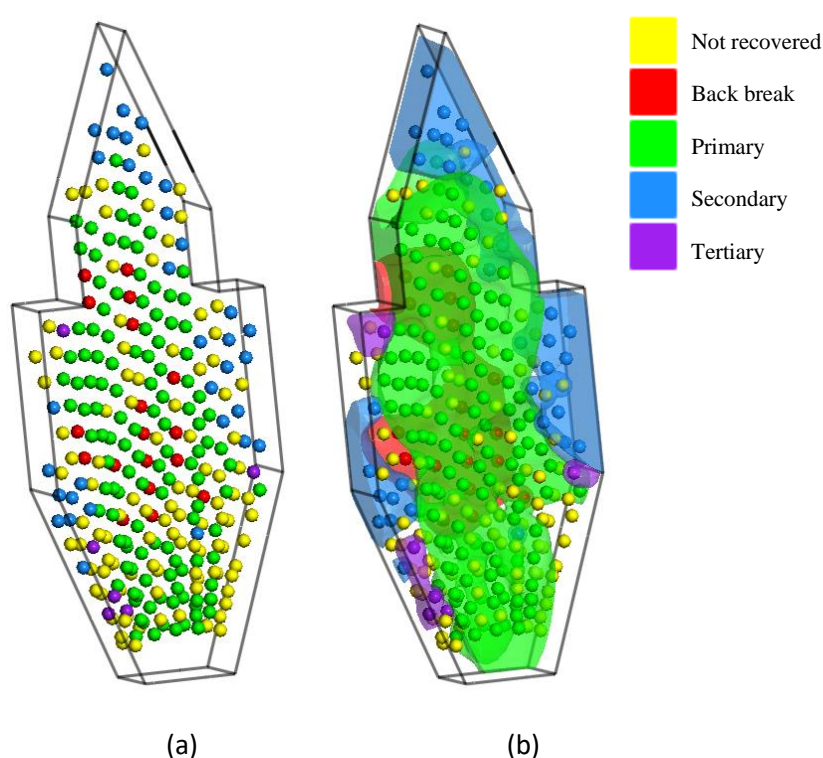 Not recovered
Back break
Primary
Secondary
Tertiary
(a)
(b)